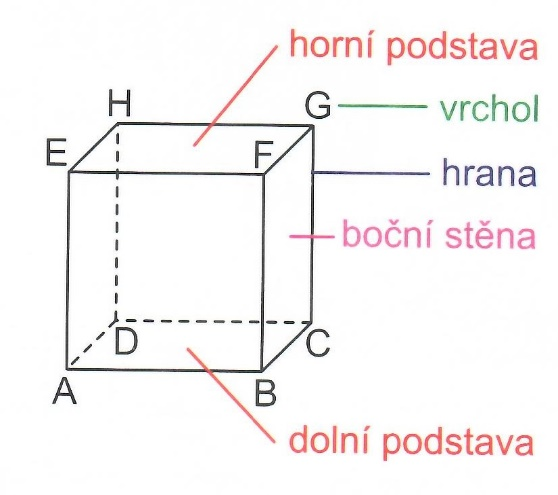 horní podstava
H
G
vrchol
E
F
hrana
boční stěna
D
C
A
B
dolní podstava